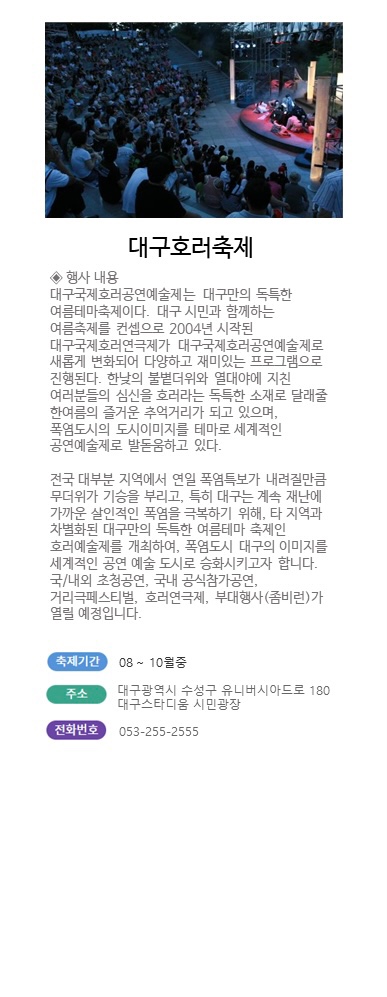 대구호러축제
◈ 행사 내용
대구국제호러공연예술제는 대구만의 독특한
여름테마축제이다. 대구 시민과 함께하는
여름축제를 컨셉으로 2004년 시작된
대구국제호러연극제가 대구국제호러공연예술제로
새롭게 변화되어 다양하고 재미있는 프로그램으로
진행된다. 한낮의 불볕더위와 열대야에 지친
여러분들의 심신을 호러라는 독특한 소재로 달래줄
한여름의 즐거운 추억거리가 되고 있으며,
폭염도시의 도시이미지를 테마로 세계적인
공연예술제로 발돋움하고 있다.
전국 대부분 지역에서 연일 폭염특보가 내려질만큼
무더위가 기승을 부리고, 특히 대구는 계속 재난에
가까운 살인적인 폭염을 극복하기 위해, 타 지역과
차별화된 대구만의 독특한 여름테마 축제인
호러예술제를 개최하여, 폭염도시 대구의 이미지를
세계적인 공연 예술 도시로 승화시키고자 합니다.
국/내외 초청공연, 국내 공식참가공연,
거리극페스티벌, 호러연극제, 부대행사(좀비런)가
열릴 예정입니다.
축제기간 08 ~ 10월중
주소 대구광역시 수성구 유니버시아드로 180
대구스타디움 시민광장
전화번호 053-255-2555